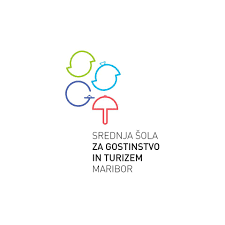 SREDNJA ŠOLA
ZA GOSTINSTVO
IN TURIZEM
MARIBOR